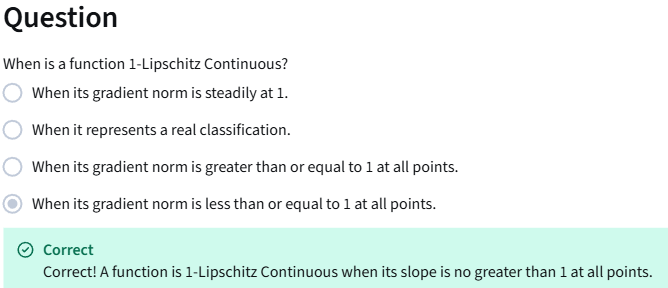 Question
When is a function 1-Lipschitz Continuous?
When its gradient norm is steadily at 1.
When it represents a real classification.
When its gradient norm is greater than or equal to 1 at all points.
When its gradient norm is less than or equal to 1 at all points.
Correct
Correct! A function is 1-Lipschitz Continuous when its slope is no greater than 1 at all points.